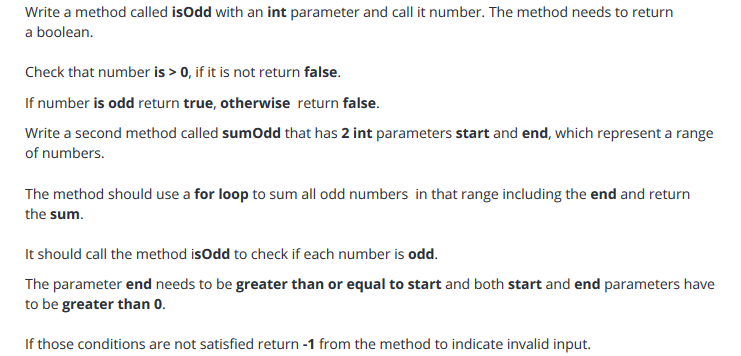 Write a method called isOdd with an int parameter and call it number. The method needs to return
a boolean.
Check that number is > 0, if it is not return false.
If number is odd return true, otherwise return false.
Write a second method called sumOdd that has 2 int parameters start and end, which represent a range
of numbers.
The method should use a for loop to sum all odd numbers in that range including the end and return
the sum.
It should call the method isOdd to check if each number is odd.
The parameter end needs to be greater than or equal to start and both start and end parameters have
to be greater than 0.
If those conditions are not satisfied return -1 from the method to indicate invalid input.